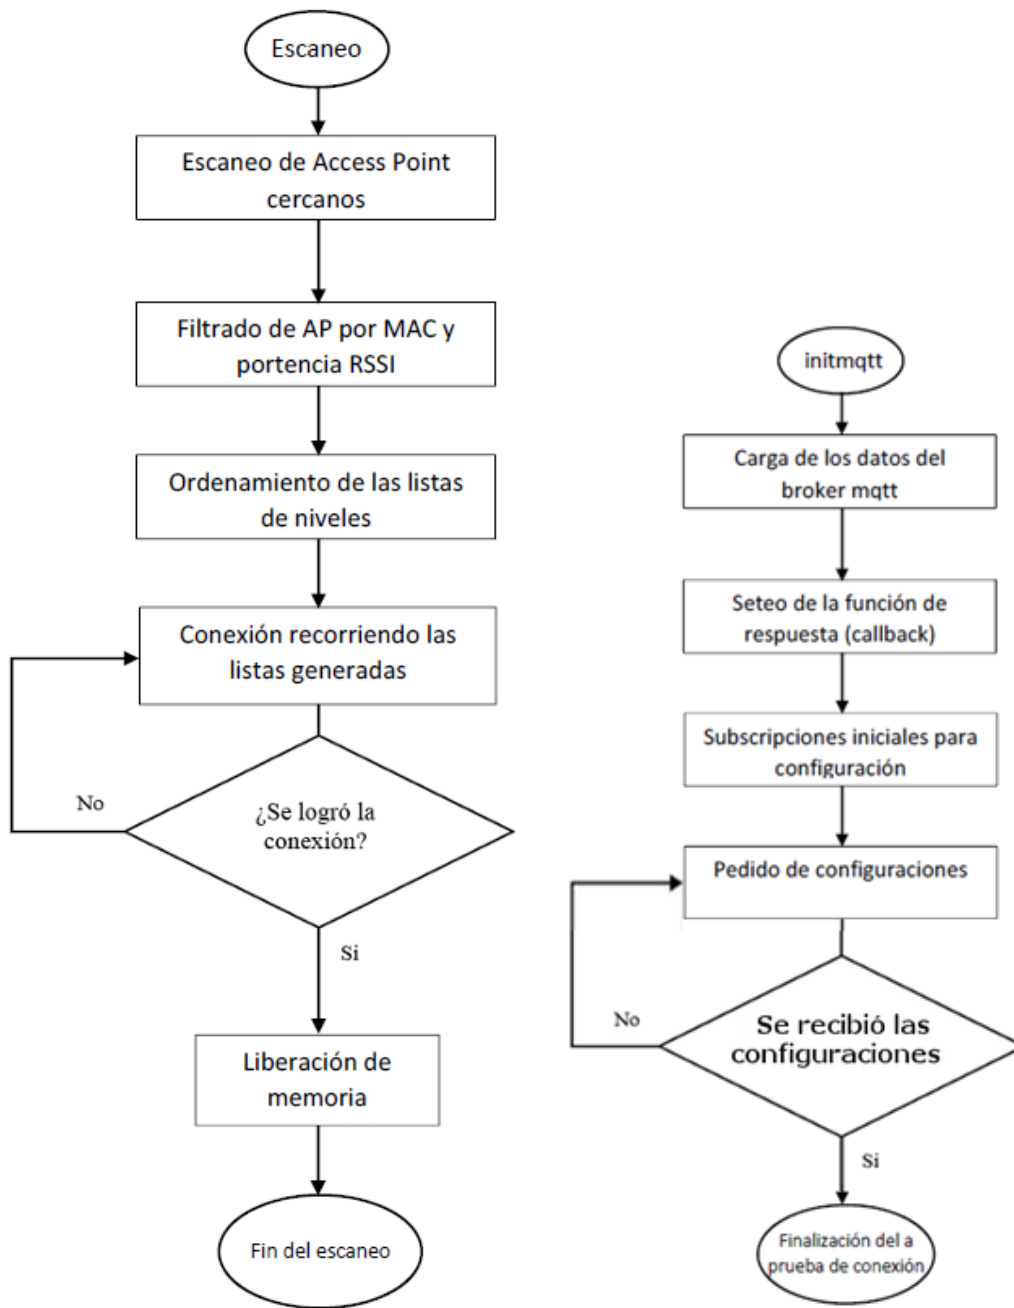 Escaneo
Escaneo de Access Point
cercanos
Filtrado de AP por MAC y
portencia RSSI
Ordenamiento de las listas
de niveles
Conexión recorriendo las
listas generadas
No
¿Se logró la
conexión?
Si
Liberación de
memoria
Fin del escaneo
initmqtt
Carga de los datos del
broker mqtt
Seteo de la función de
respuesta (callback)
Subscripciones iniciales para
configuración
Pedido de configuraciones
No
Se recibió las
configuraciones
Si
Finalización del a
prueba de conexión